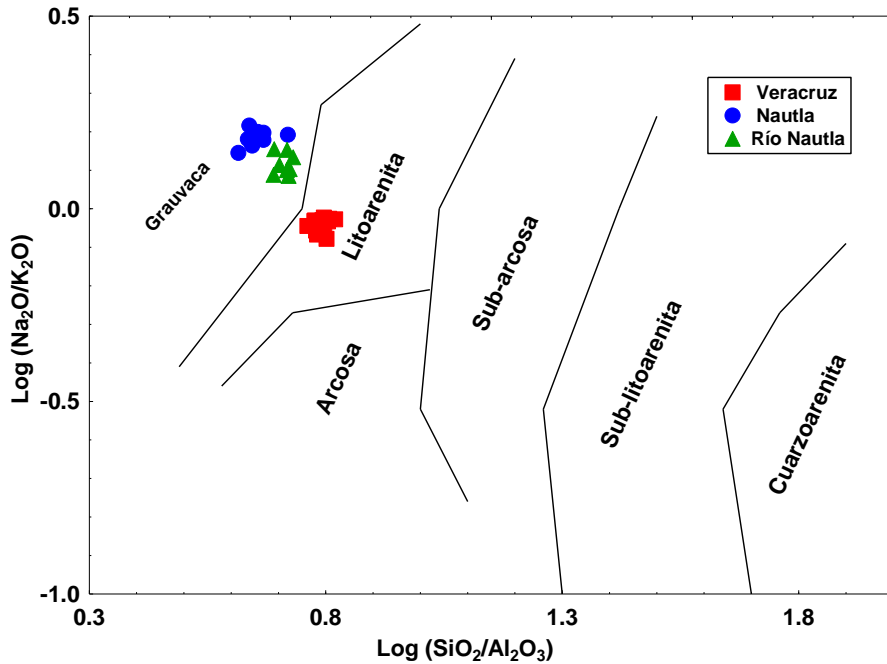 0.5
0.0
-0.5
-1.0
Log (Na₂O/K₂O)
Veracruz
Nautla
Río Nautla
Grauvaca
Litoarenita
Arcosa
Sub-arcosa
Sub-litoarenita
Cuarzoarenita
0.3
0.8
1.3
1.8
Log (SiO₂/Al₂O₃)